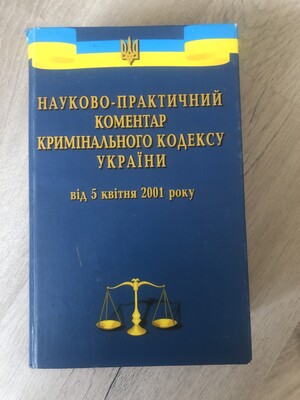 НАУКОВО-ПРАКТИЧНИЙ
КОМЕНТАР
КРИМІНАЛЬНОГО КОДЕКСУ
УКРАЇНИ
від 5 квітня 2001 року